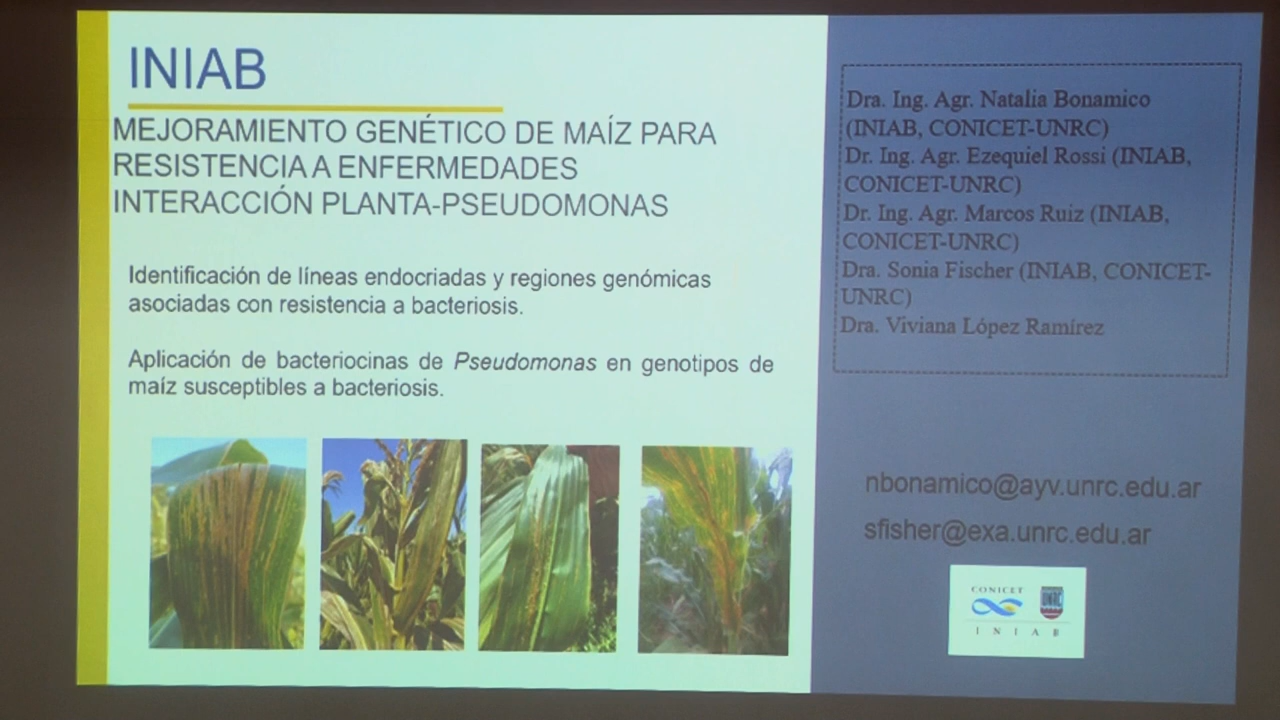 INIAB
MEJORAMIENTO GENÉTICO DE MAÍZ PARA
RESISTENCIA A ENFERMEDADES
INTERACCIÓN PLANTA-PSEUDOMONAS
Identificación de líneas endocriadas y regiones genómicas
asociadas con resistencia a bacteriosis.
Aplicación de bacteriocinas de Pseudomonas en genotipos de
maíz susceptibles a bacteriosis.
Dra. Ing. Agr. Natalia Bonamico
(INIAB, CONICET-UNRC)
Dr. Ing. Agr. Ezequiel Rossi (INIAB,
CONICET-UNRC)
Dr. Ing. Agr. Marcos Ruiz (INIAB,
CONICET-UNRC)
Dra. Sonia Fischer (INIAB, CONICET-
UNRC)
Dra. Viviana López Ramírez
nbonamico@ayv.unrc.edu.ar
sfisher@exa.unrc.edu.ar
CONICET
UNRC
INIAB